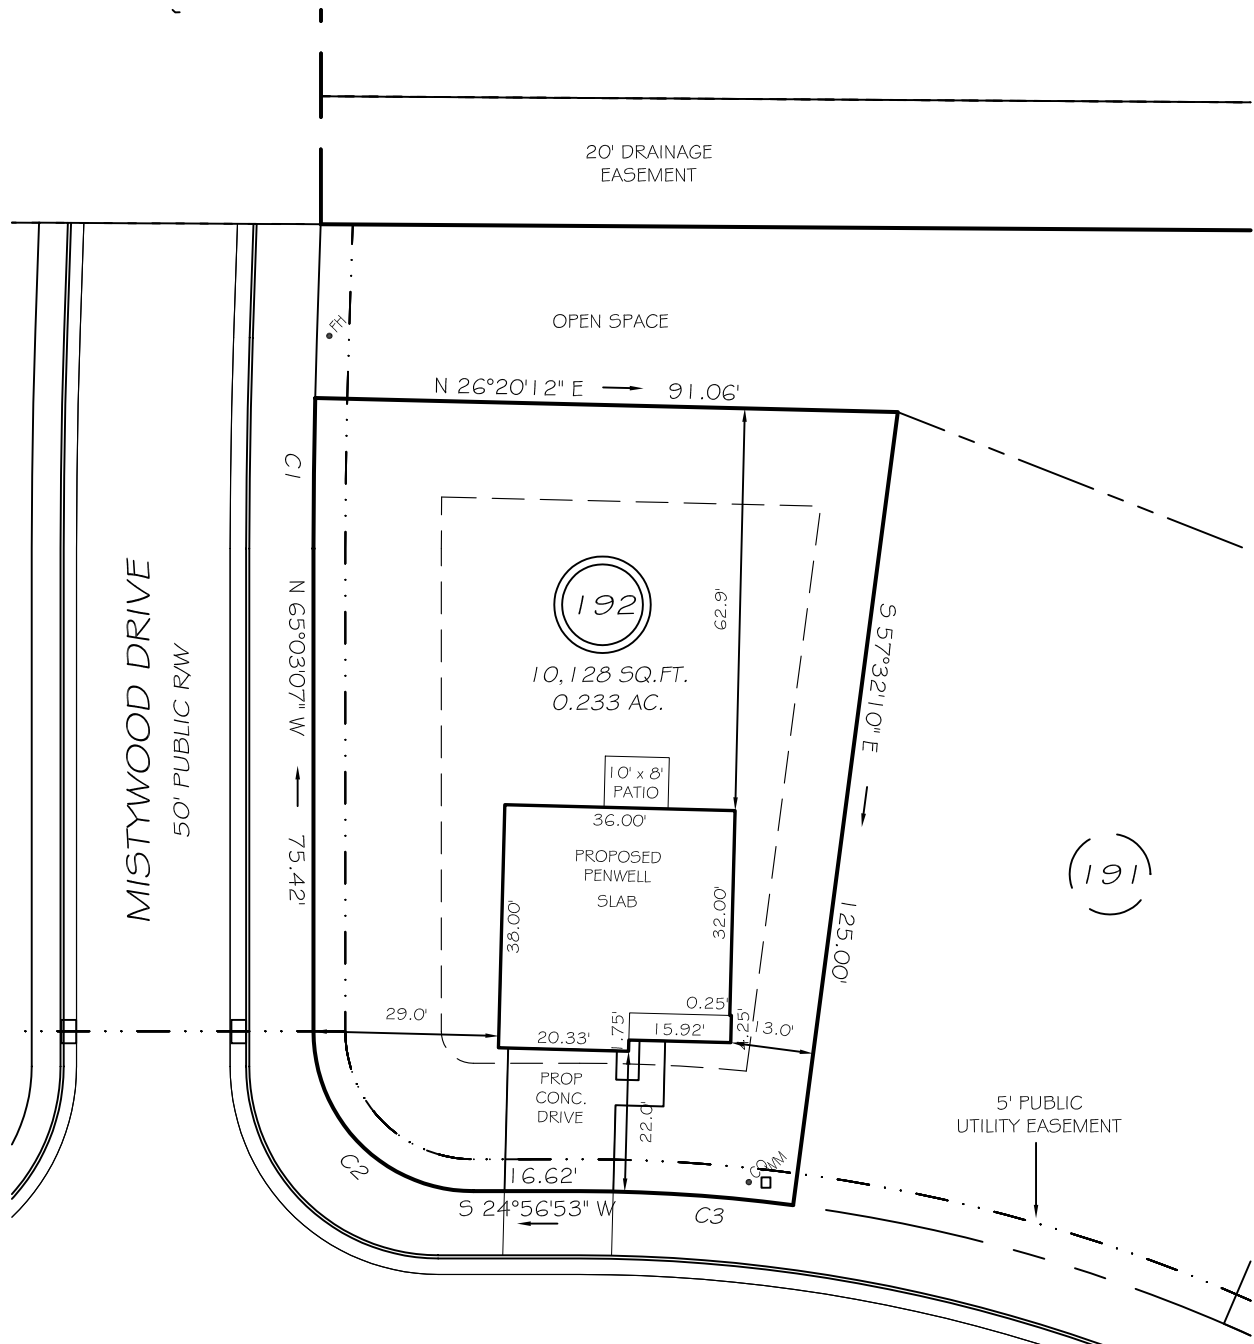 20' DRAINAGE
EASEMENT
FH
OPEN SPACE
N 26°20'12" E 91.06'
C1
MISTYWOOD DRIVE
50' PUBLIC R/W
N 65°03'07" W 75.42'
192
10,128 SQ.FT.
0.233 AC.
62.9'
S 57°32'10" E 125.00'
10' x 8'
PATIO
36.00'
PROPOSED
PENWELL
SLAB
38.00'
32.00'
191
0.25'
29.0'
20.33'
1.75'
15.92'
4.25'
13.0'
PROP
CONC.
DRIVE
22.0'
5' PUBLIC
UTILITY EASEMENT
C2
16.62'
S 24°56'53" W
C3
CO
WM